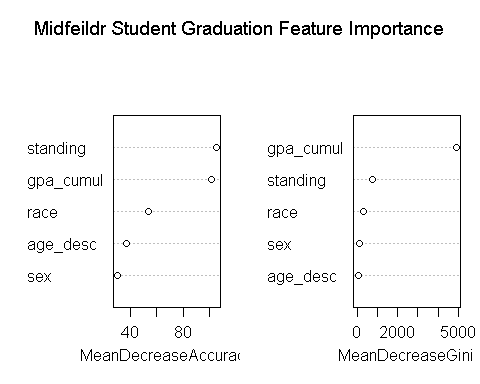 Midfeildr Student Graduation Feature Importance
standing
gpa_cumul
race
age_desc
sex
40 80
MeanDecreaseAccurac
gpa_cumul
standing
race
sex
age_desc
0 2000 5000
MeanDecreaseGini